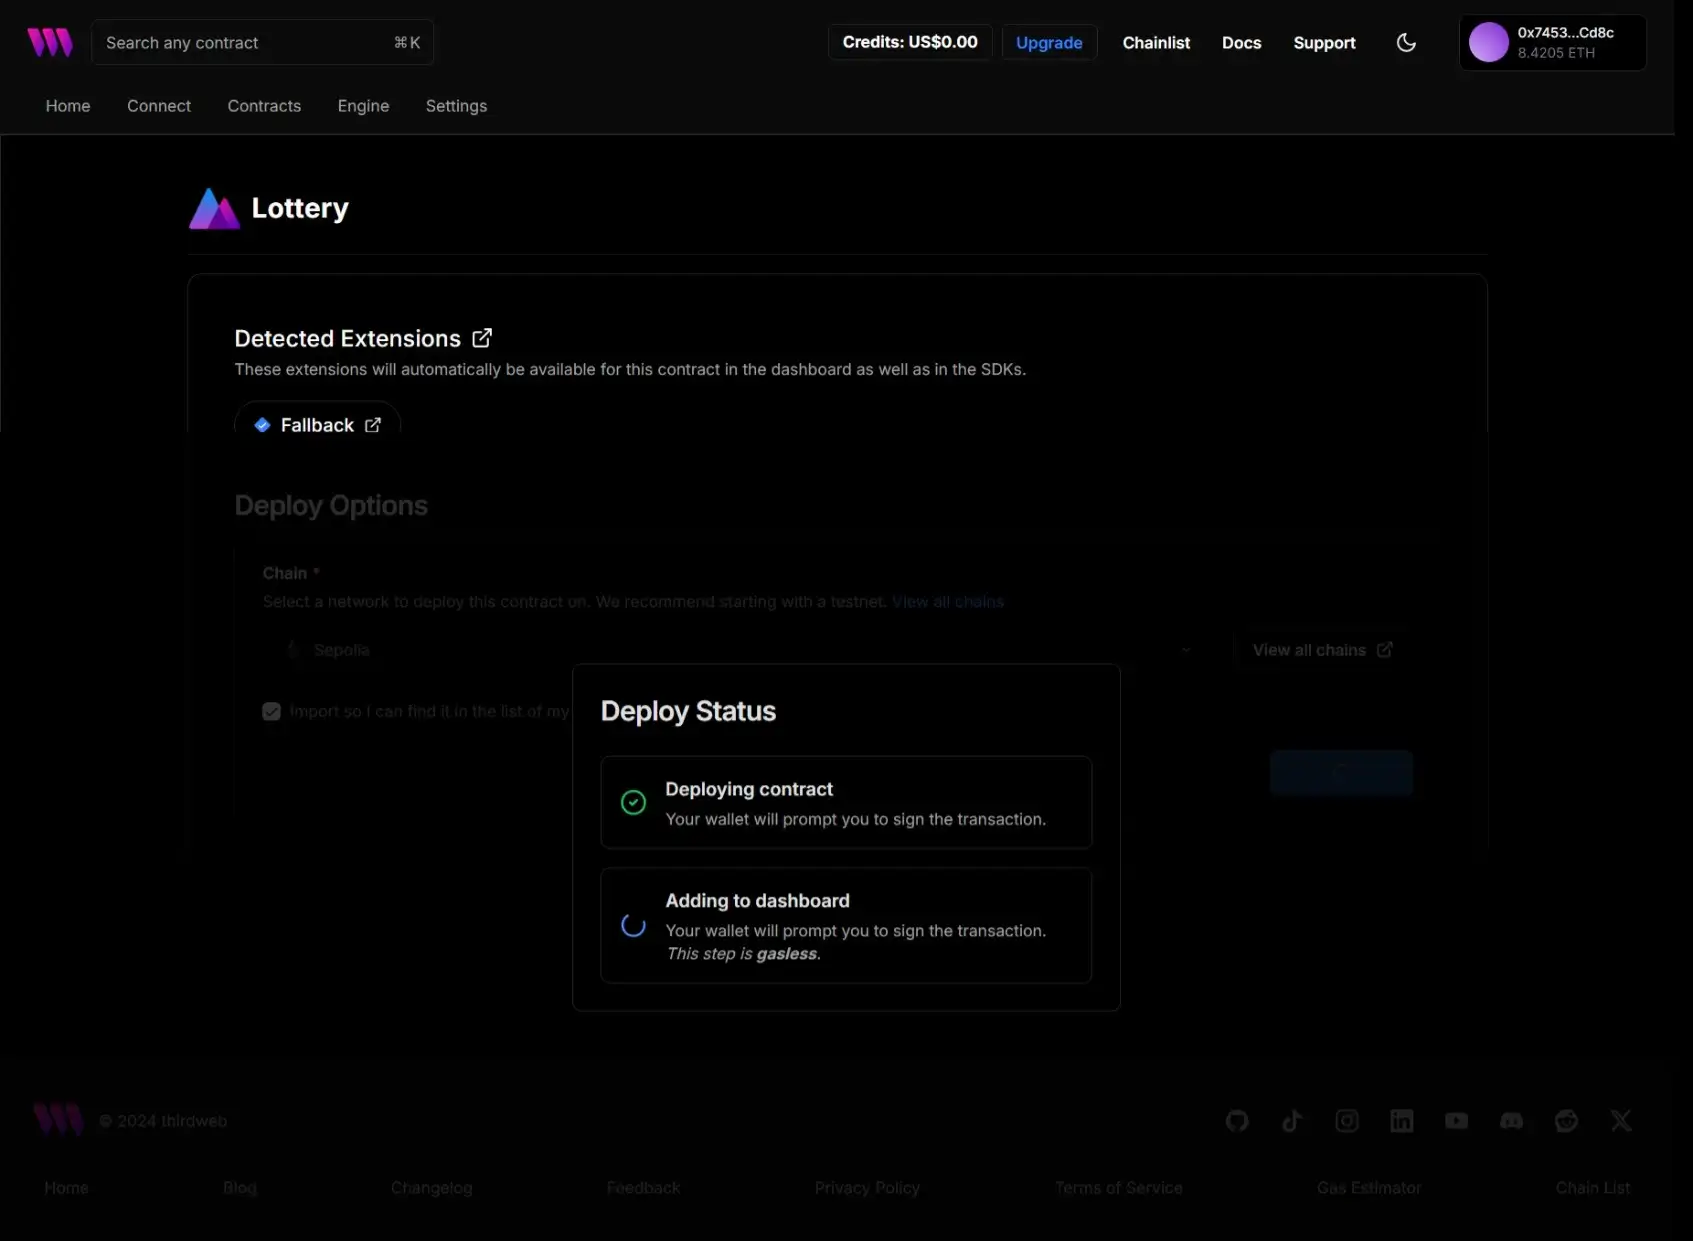 Search any contract ⌘K
Credits: US$0.00
Upgrade
Chainlist
Docs
Support
0x7453...Cd8c
8.4205 ETH
Home
Connect
Contracts
Engine
Settings
Lottery
Detected Extensions
These extensions will automatically be available for this contract in the dashboard as well as in the SDKs.
Fallback
Deploy Options
Chain *
Select a network to deploy this contract on. We recommend starting with a testnet. View all chains
Sepolia
View all chains
Import so I can find it in the list of my
Deploy Status
Deploying contract
Your wallet will prompt you to sign the transaction.
Adding to dashboard
Your wallet will prompt you to sign the transaction.
This step is gasless.
© 2024 thirdweb
Home
Blog
Changelog
Feedback
Privacy Policy
Terms of Service
Gas Estimator
Chain List